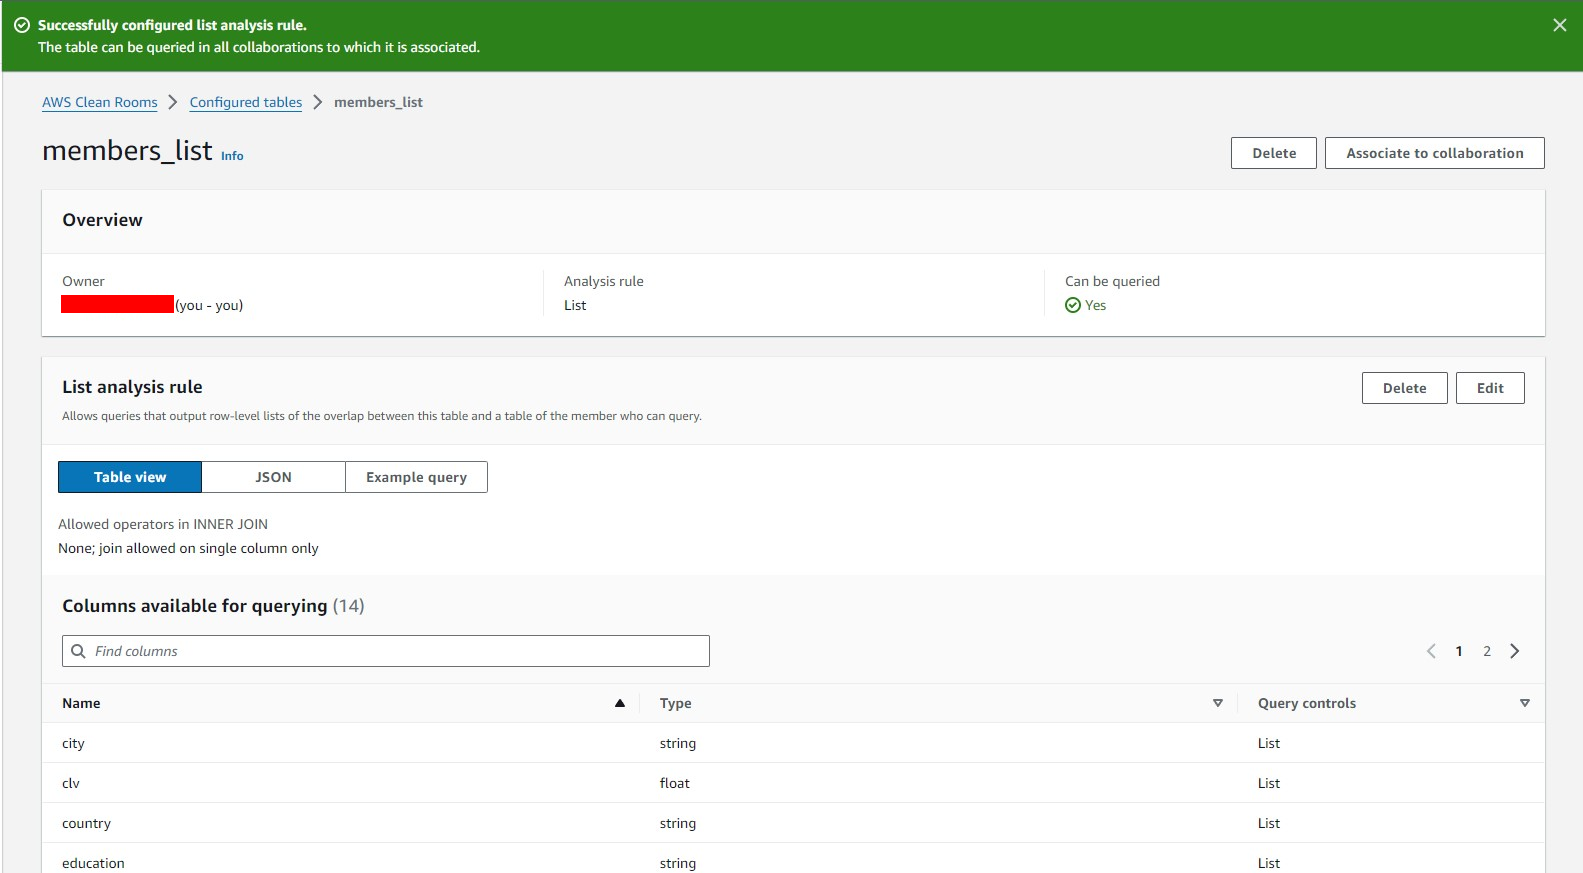 Successfully configured list analysis rule.
The table can be queried in all collaborations to which it is associated.
AWS Clean Rooms > Configured tables > members_list
members_list Info
Delete Associate to collaboration
Overview
Owner Analysis rule Can be queried
(you - you) List Yes
List analysis rule Delete Edit
Allows queries that output row-level lists of the overlap between this table and a table of the member who can query.
Table view JSON Example query
Allowed operators in INNER JOIN
None; join allowed on single column only
Columns available for querying (14)
Find columns < 1 2 >
Name Type Query controls
city string List
clv float List
country string List
education string List